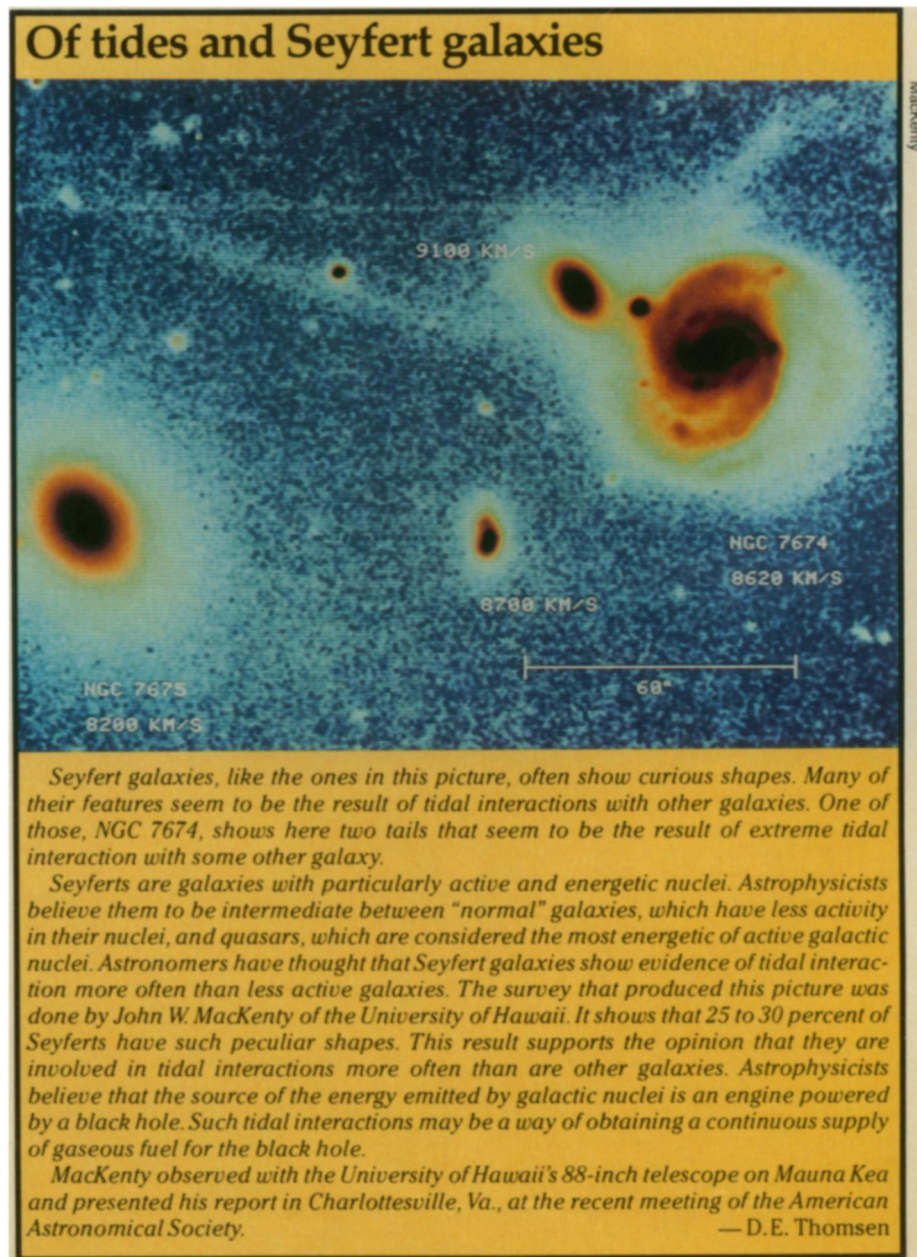 Of tides and Seyfert galaxies
MacKenty
9100 KM/S
NGC 7674
8620 KM/S
8700 KM/S
60"
NGC 7675
8200 KM/S
Seyfert galaxies, like the ones in this picture, often show curious shapes. Many of
their features seem to be the result of tidal interactions with other galaxies. One of
those, NGC 7674, shows here two tails that seem to be the result of extreme tidal
interaction with some other galaxy.
Seyferts are galaxies with particularly active and energetic nuclei. Astrophysicists
believe them to be intermediate between “normal” galaxies, which have less activity
in their nuclei, and quasars, which are considered the most energetic of active galactic
nuclei. Astronomers have thought that Seyfert galaxies show evidence of tidal interac-
tion more often than less active galaxies. The survey that produced this picture was
done by John W. MacKenty of the University of Hawaii. It shows that 25 to 30 percent of
Seyferts have such peculiar shapes. This result supports the opinion that they are
involved in tidal interactions more often than are other galaxies. Astrophysicists
believe that the source of the energy emitted by galactic nuclei is an engine powered
by a black hole. Such tidal interactions may be a way of obtaining a continuous supply
of gaseous fuel for the black hole.
MacKenty observed with the University of Hawaii's 88-inch telescope on Mauna Kea
and presented his report in Charlottesville, Va., at the recent meeting of the American
Astronomical Society. — D.E. Thomsen